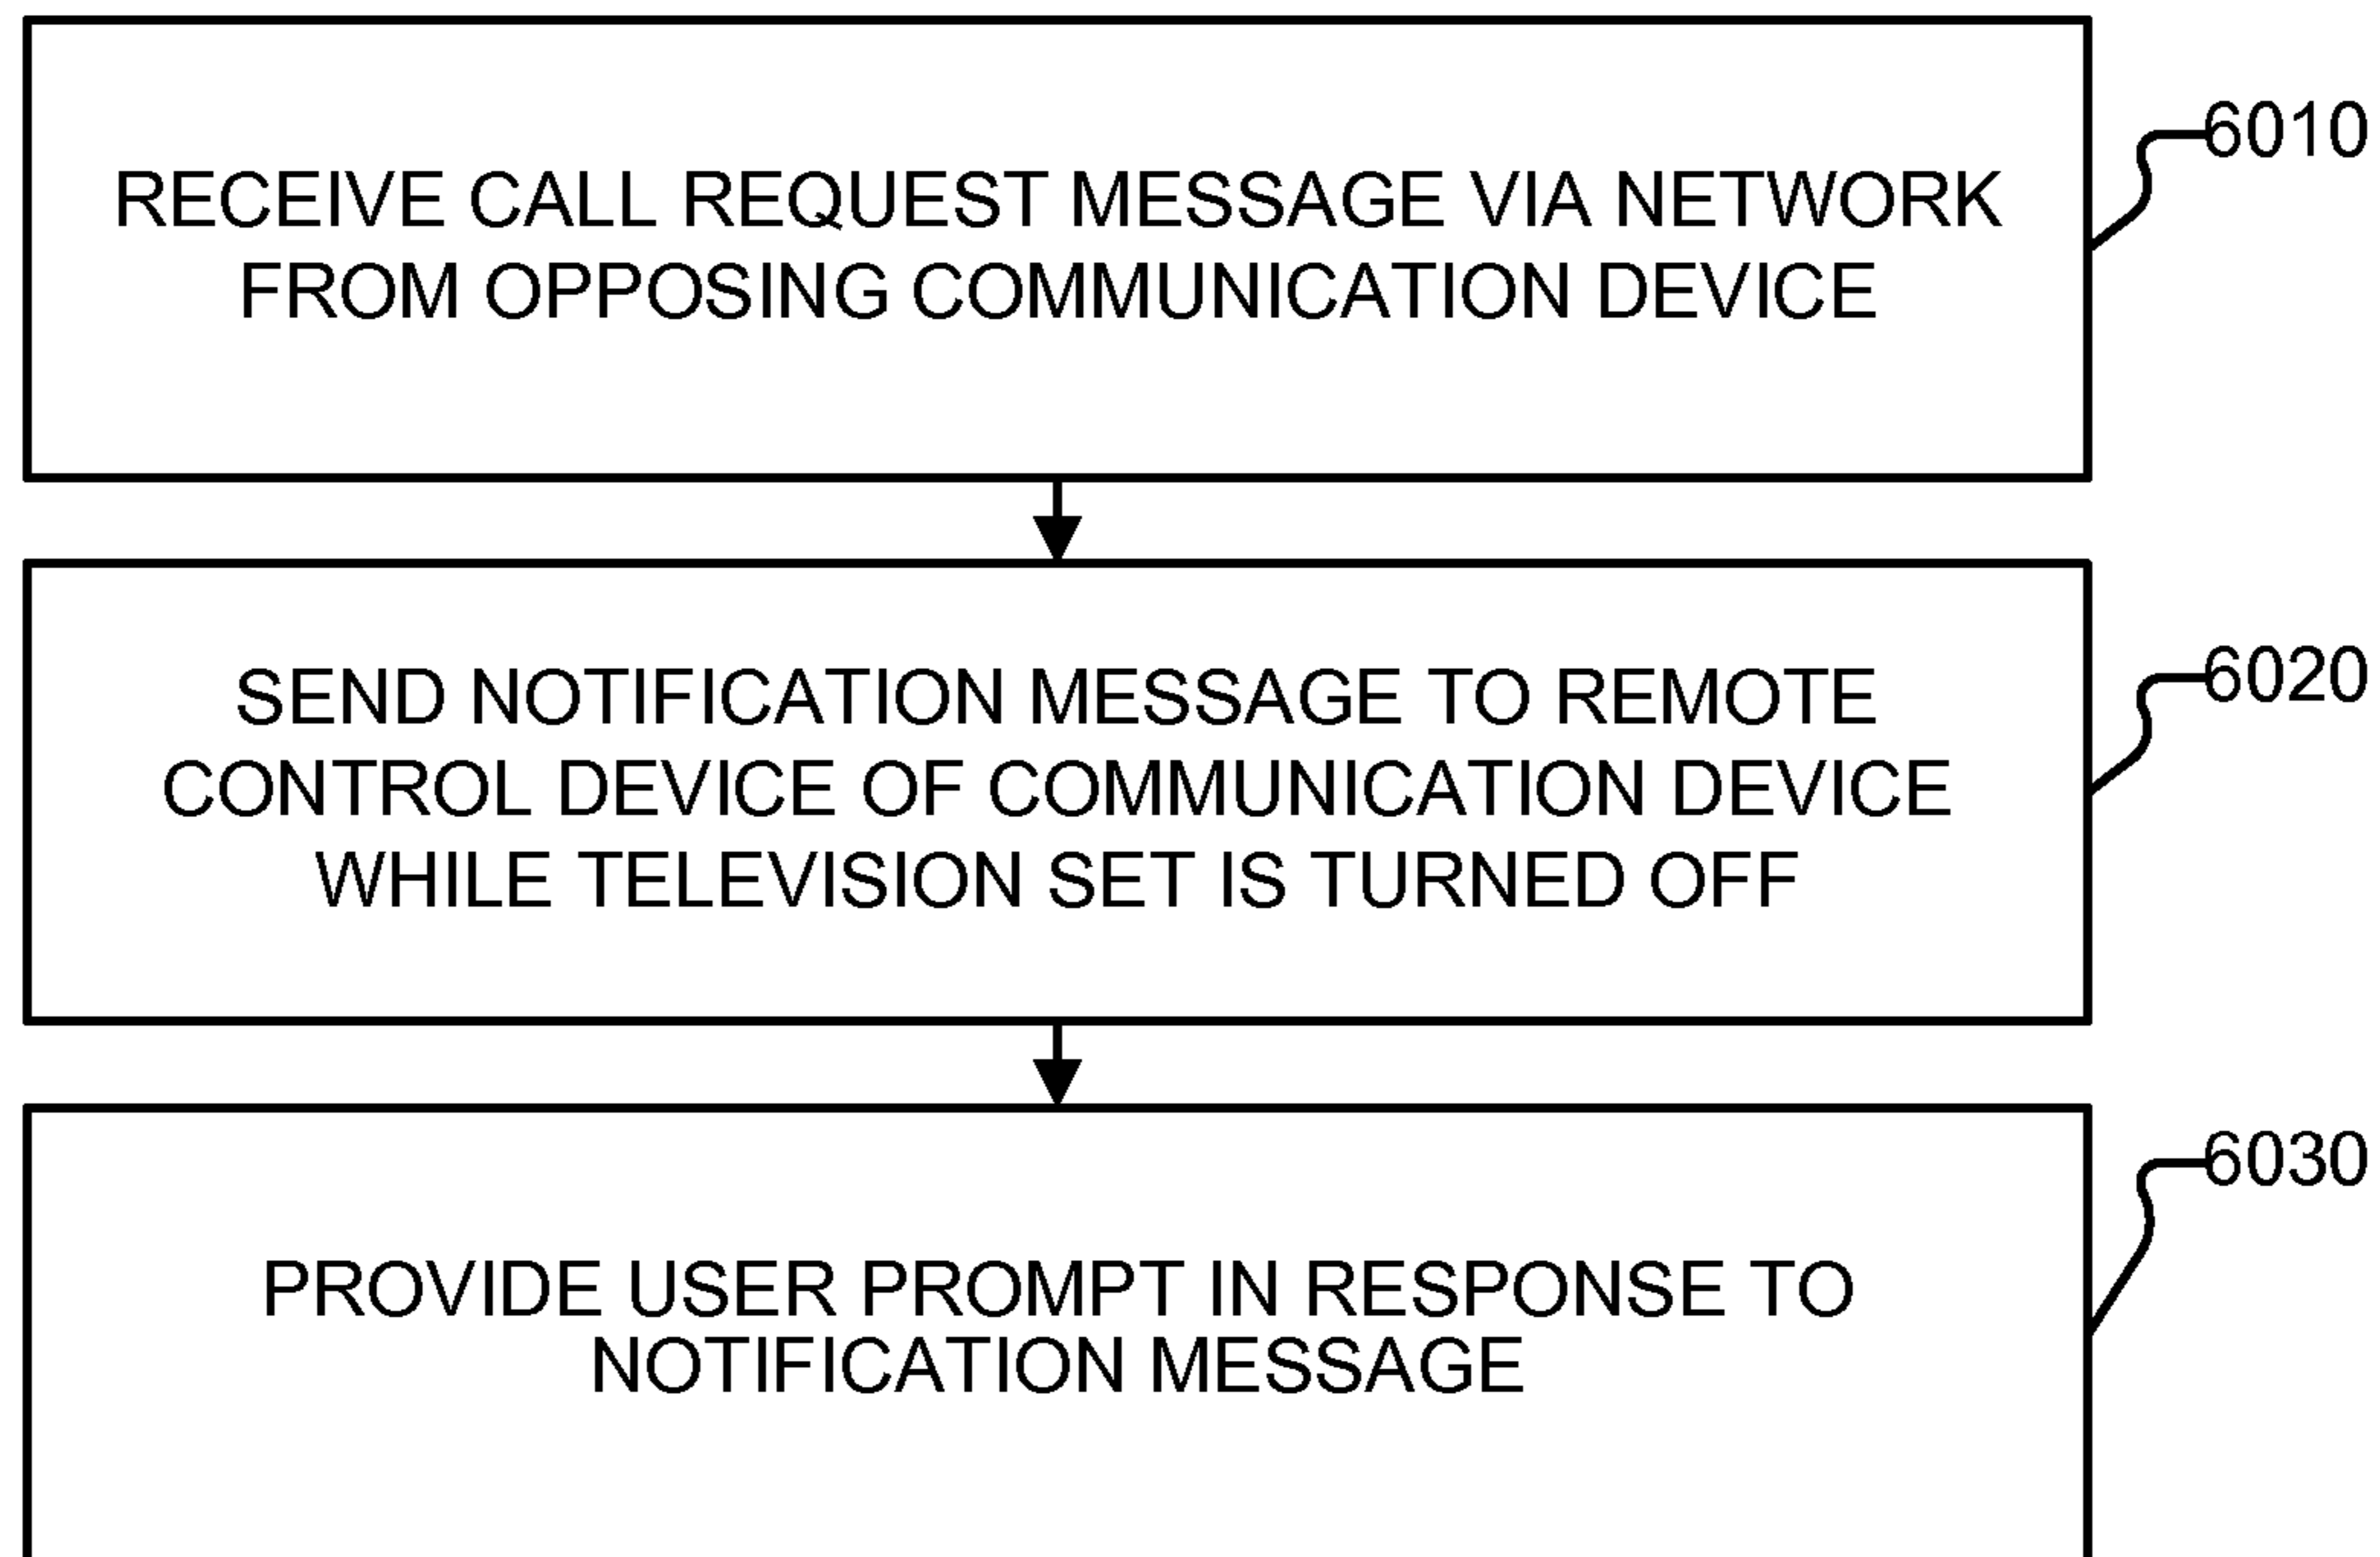 RECEIVE CALL REQUEST MESSAGE VIA NETWORK
FROM OPPOSING COMMUNICATION DEVICE
6010
SEND NOTIFICATION MESSAGE TO REMOTE
CONTROL DEVICE OF COMMUNICATION DEVICE
WHILE TELEVISION SET IS TURNED OFF
6020
PROVIDE USER PROMPT IN RESPONSE TO
NOTIFICATION MESSAGE
6030